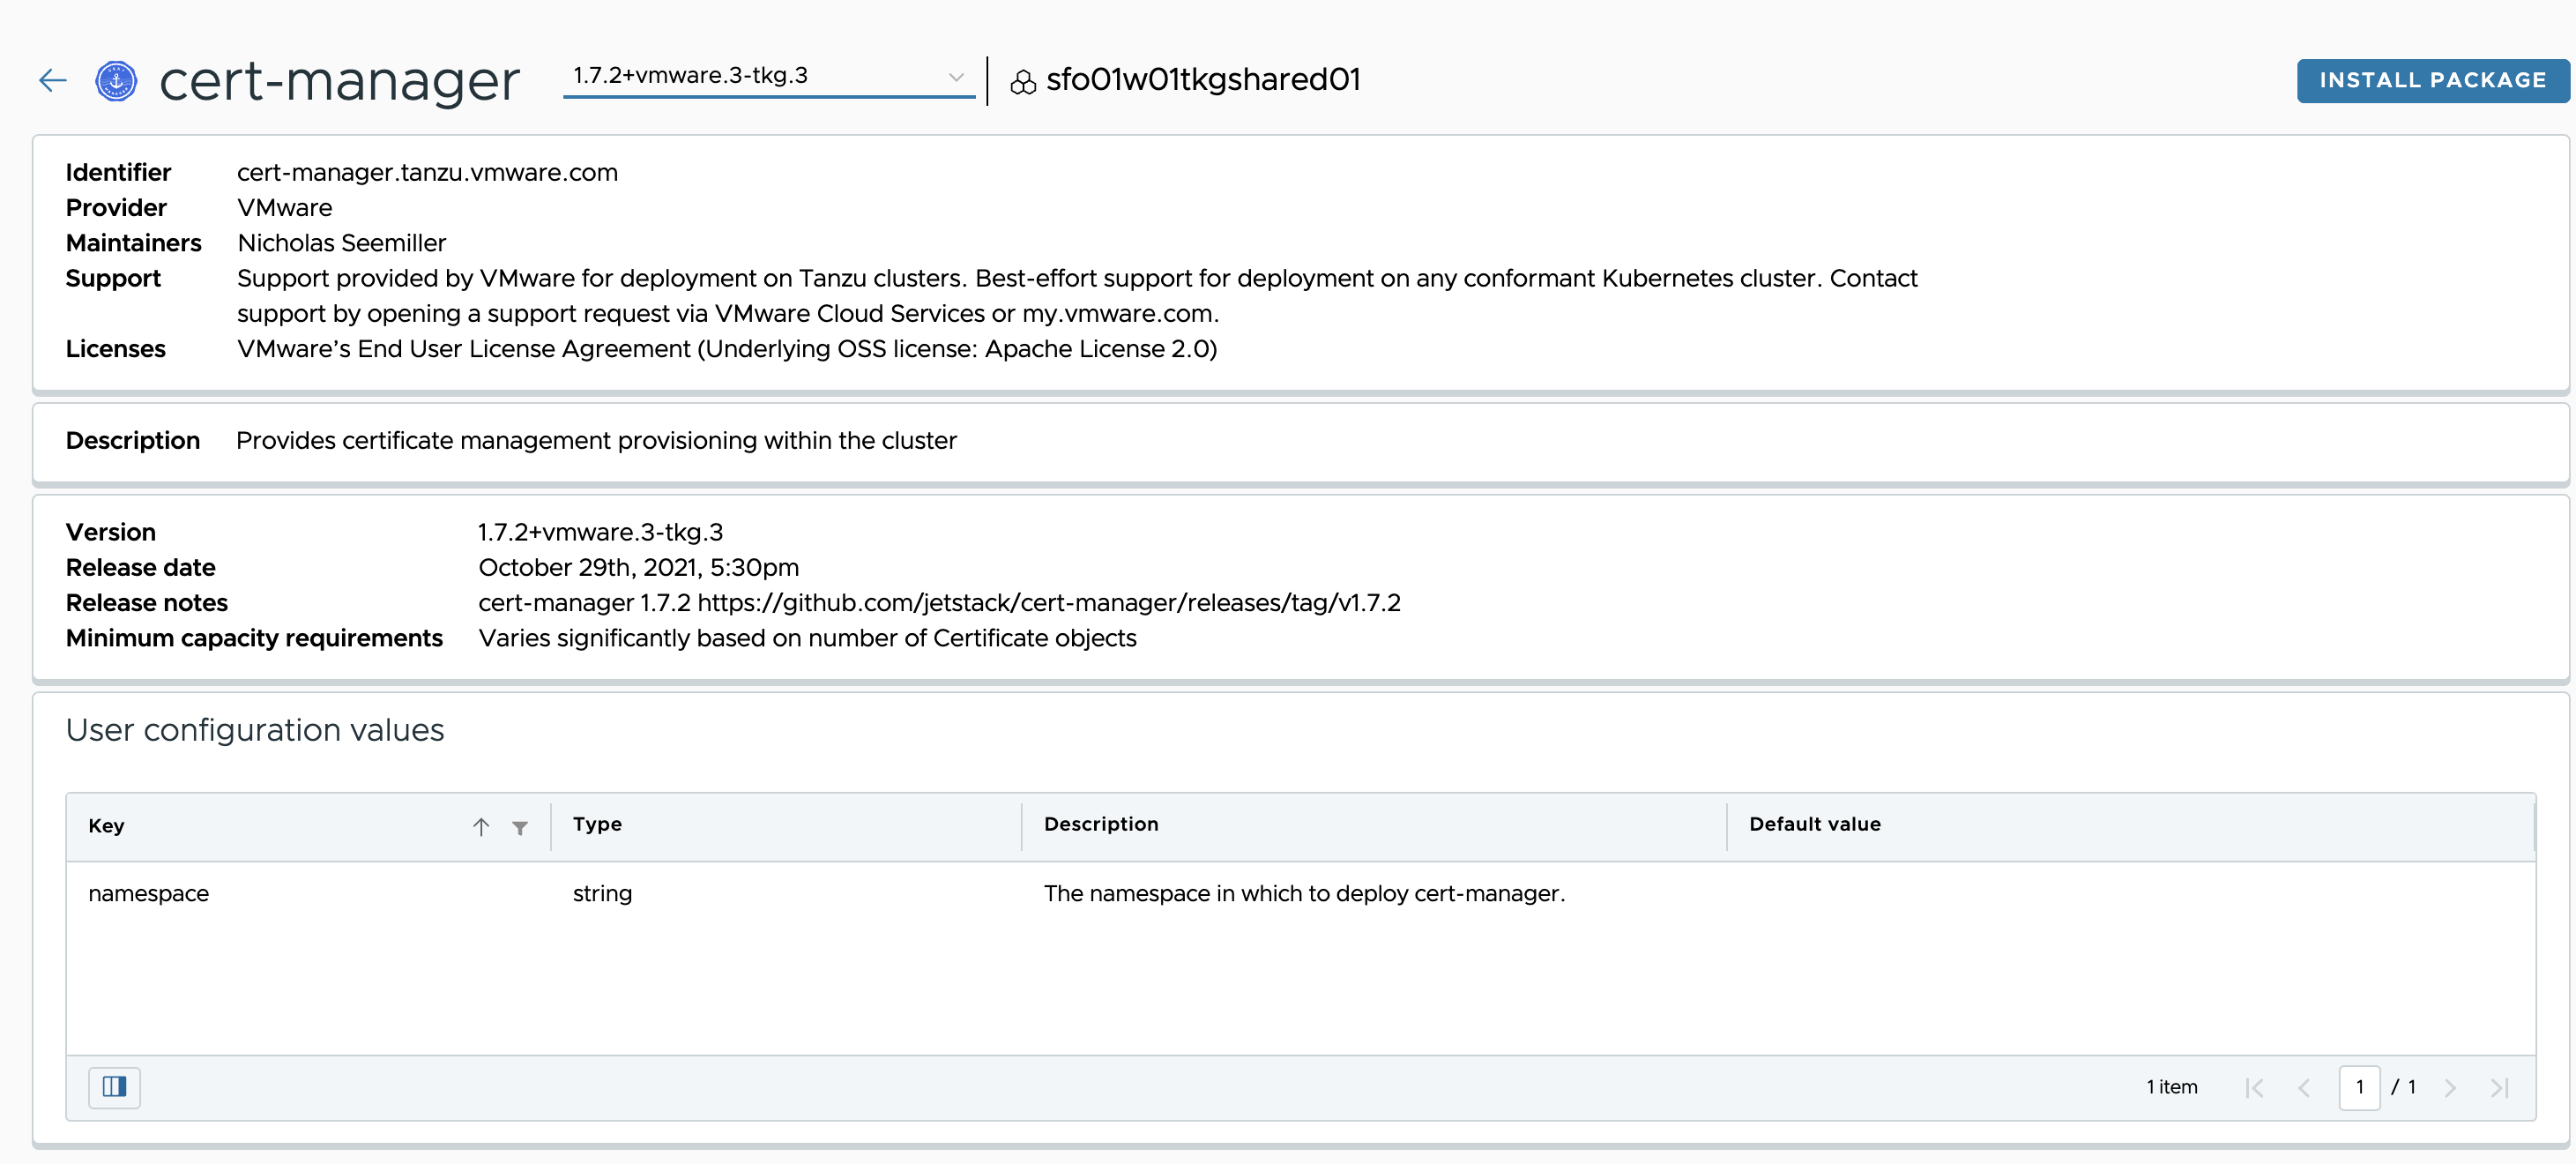 cert-manager 1.7.2+vmware.3-tkg.3 sfo01w01tkgshared01 INSTALL PACKAGE
Identifier cert-manager.tanzu.vmware.com
Provider VMware
Maintainers Nicholas Seemiller
Support Support provided by VMware for deployment on Tanzu clusters. Best-effort support for deployment on any conformant Kubernetes cluster. Contact
support by opening a support request via VMware Cloud Services or my.vmware.com.
Licenses VMware’s End User License Agreement (Underlying OSS license: Apache License 2.0)
Description Provides certificate management provisioning within the cluster
Version 1.7.2+vmware.3-tkg.3
Release date October 29th, 2021, 5:30pm
Release notes cert-manager 1.7.2 https://github.com/jetstack/cert-manager/releases/tag/v1.7.2
Minimum capacity requirements Varies significantly based on number of Certificate objects
User configuration values
Key Type Description Default value
namespace string The namespace in which to deploy cert-manager.
1 item 1 / 1